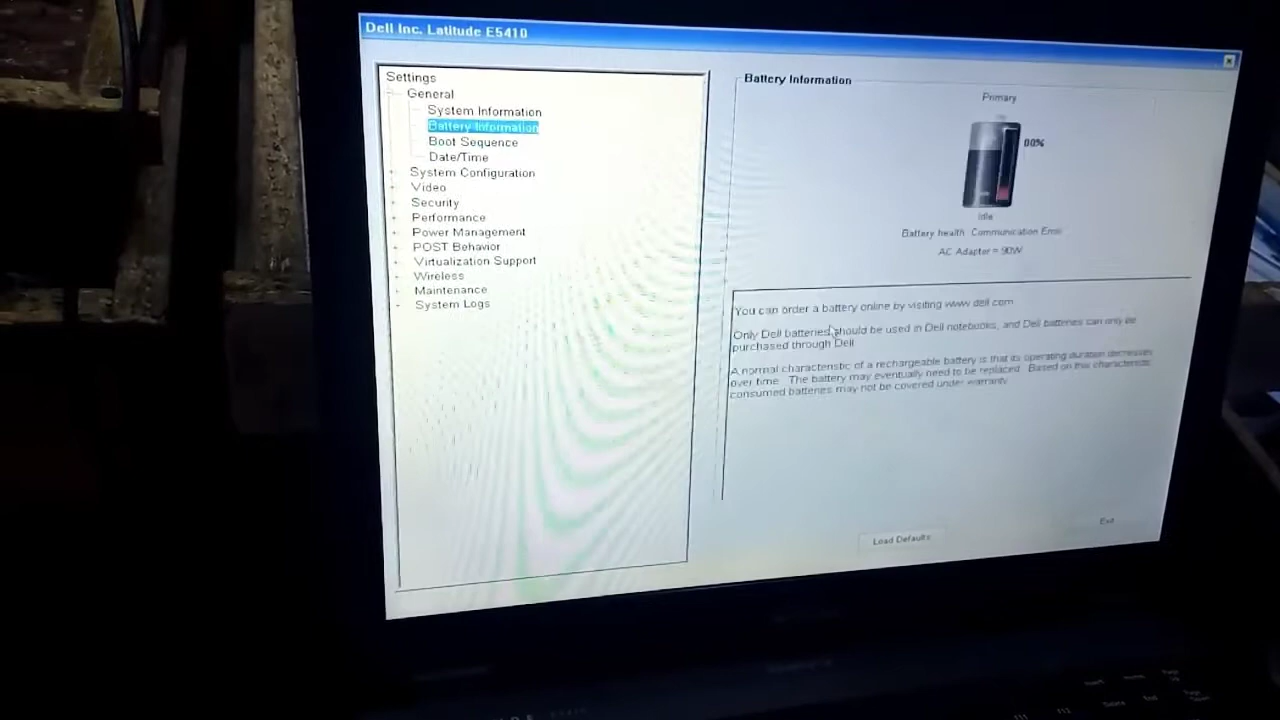 Dell Inc. Latitude E5410
Settings
General
System Information
Battery Information
Boot Sequence
Date/Time
System Configuration
Video
Security
Performance
Power Management
POST Behavior
Virtualization Support
Wireless
Maintenance
System Logs
Battery Information
Primary
00%
Idle
Battery health Communication Error
AC Adapter = 90W
You can order a battery online by visiting www.dell.com
Only Dell batteries should be used in Dell notebooks, and Dell batteries can only be
purchased through Dell
A normal characteristic of a rechargeable battery is that its operating duration decreases
over time. The battery may eventually need to be replaced. Based on this characteristic
consumed batteries may not be covered under warranty
Load Defaults
Exit